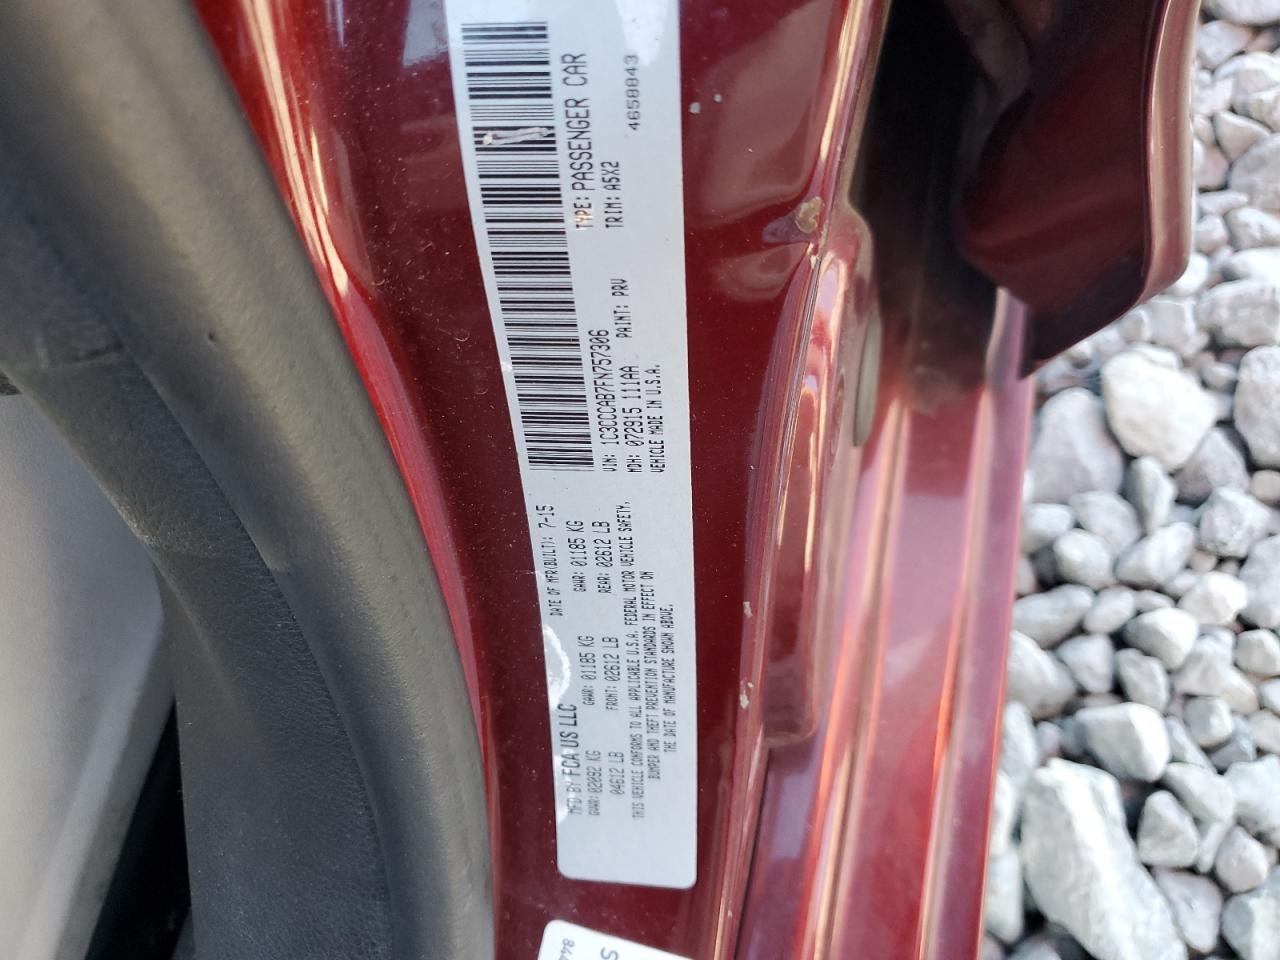 MFD BY FCA US LLC DATE OF MFR(BUILT): 7-15
GVWR: 02092 KG GAWR: 01185 KG GAWR: 01185 KG
04612 LB FRONT: 02612 LB REAR: 02612 LB
THIS VEHICLE CONFORMS TO ALL APPLICABLE U.S.A. FEDERAL MOTOR VEHICLE SAFETY,
BUMPER AND THEFT PREVENTION STANDARDS IN EFFECT ON
THE DATE OF MANUFACTURE SHOWN ABOVE.
VIN: 1C3CCCAB7FN757306 TYPE: PASSENGER CAR
MDH: 072915 111AA PAINT: PRV TRIM: A5X2
VEHICLE MADE IN U.S.A. 4658843